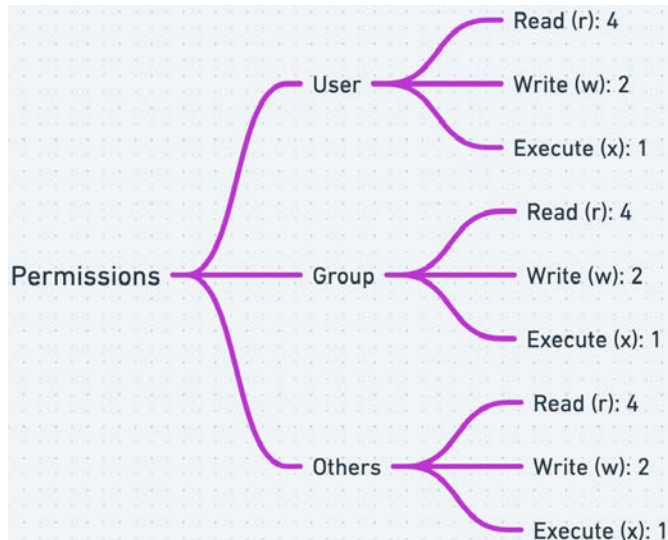 Permissions
User
Read (r): 4
Write (w): 2
Execute (x): 1
Group
Read (r): 4
Write (w): 2
Execute (x): 1
Others
Read (r): 4
Write (w): 2
Execute (x): 1